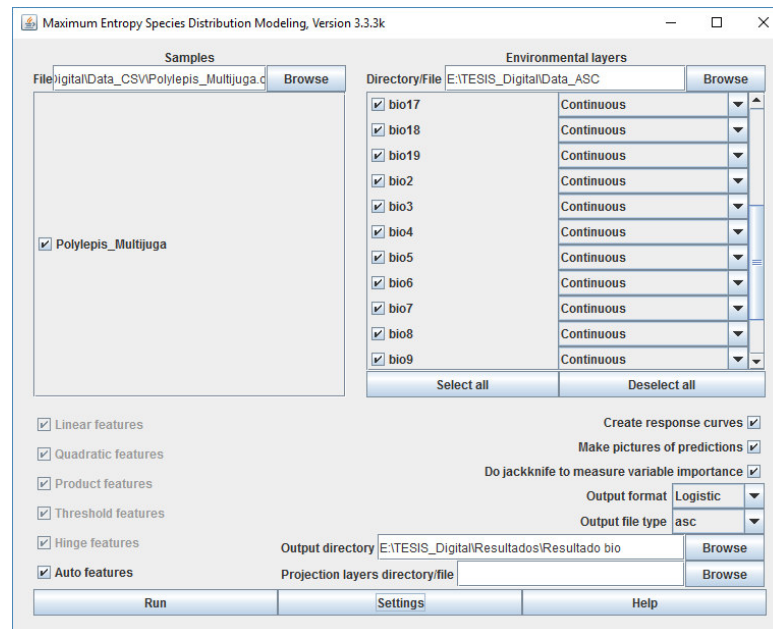 Maximum Entropy Species Distribution Modeling, Version 3.3.3k
Samples
File Digital\Data_CSV\Polylepis_Multijuga.c Browse
Polylepis_Multijuga
Environmental layers
Directory/File E:\TESIS_Digital\Data_ASC Browse
bio17 Continuous
bio18 Continuous
bio19 Continuous
bio2 Continuous
bio3 Continuous
bio4 Continuous
bio5 Continuous
bio6 Continuous
bio7 Continuous
bio8 Continuous
bio9 Continuous
Select all Deselect all
Linear features
Quadratic features
Product features
Threshold features
Hinge features
Auto features
Create response curves
Make pictures of predictions
Do jackknife to measure variable importance
Output format Logistic
Output file type asc
Output directory E:\TESIS_Digital\Resultados\Resultado bio Browse
Projection layers directory/file Browse
Run Settings Help